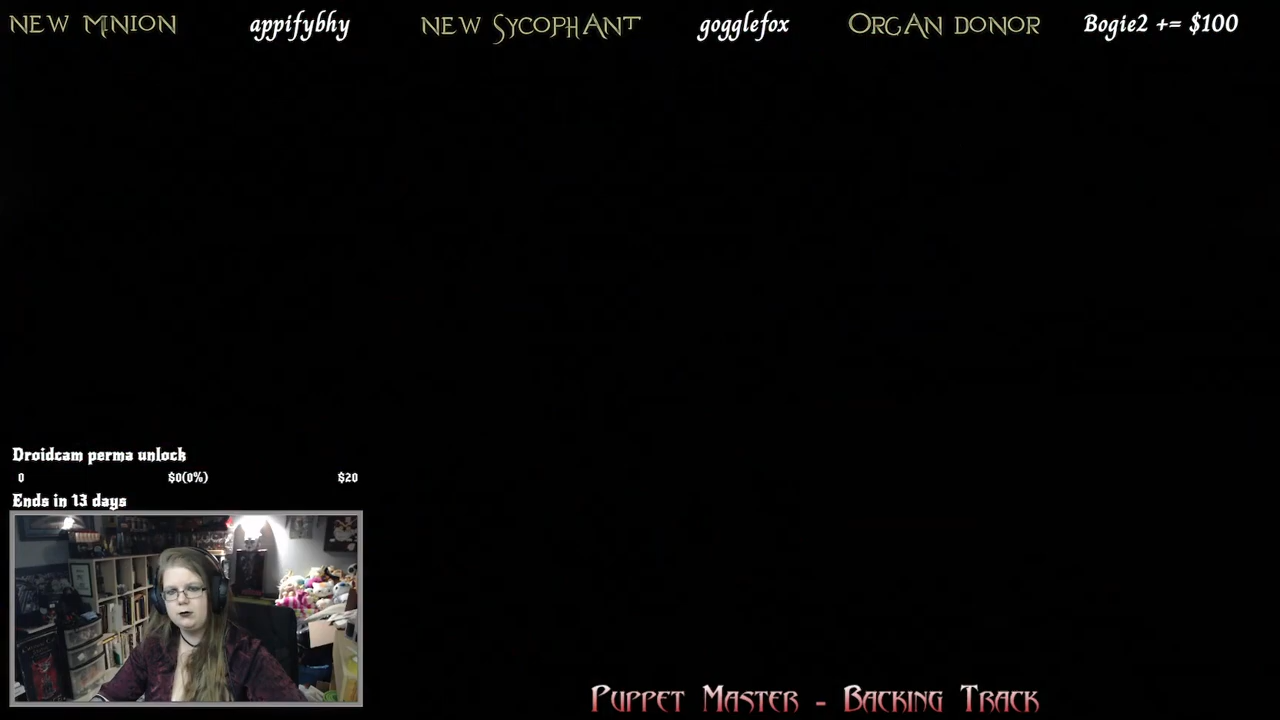 NEW MINION appifybhy NEW SYCOPHANT gogglefox ORGAN DONOR Bogie2 += $100
Droidcam perma unlock
0 $0(0%) $20
Ends in 13 days
Puppet Master - Backing Track